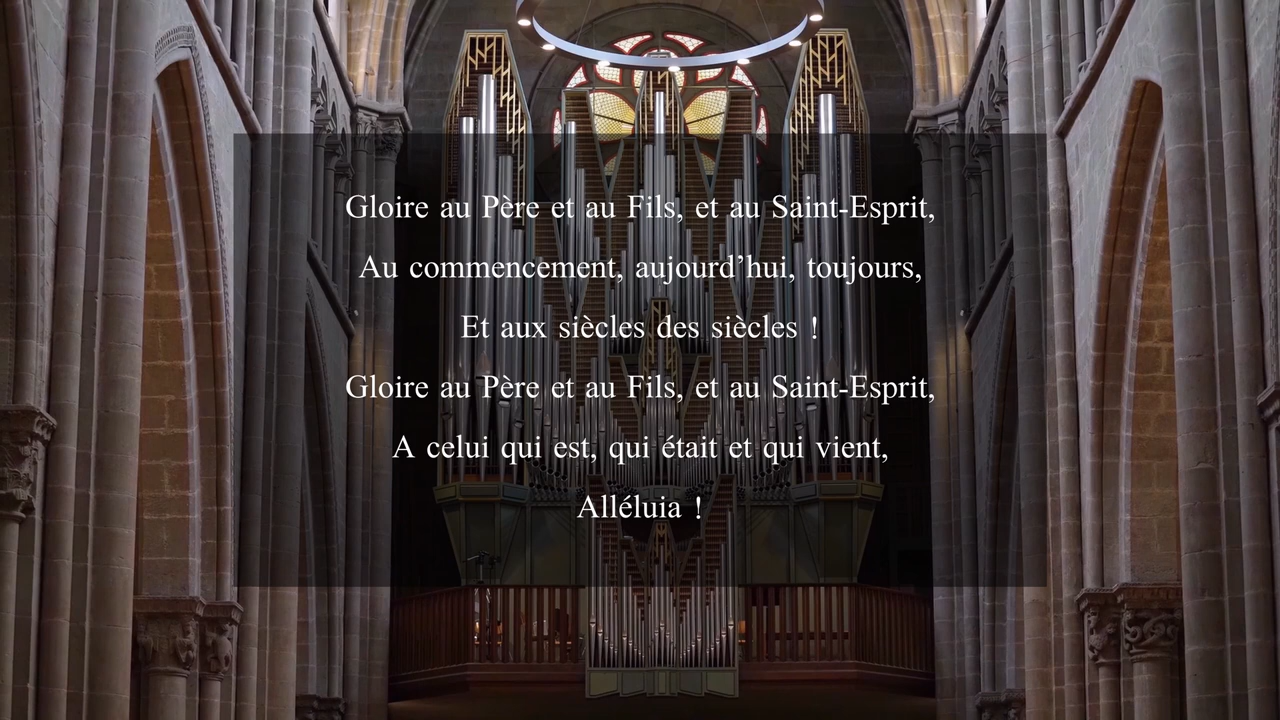 Gloire au Père et au Fils, et au Saint-Esprit,
Au commencement, aujourd’hui, toujours,
Et aux siècles des siècles !
Gloire au Père et au Fils, et au Saint-Esprit,
A celui qui est, qui était et qui vient,
Alléluia !